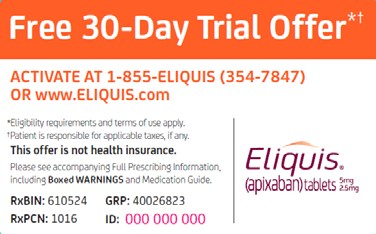 Free 30-Day Trial Offer*†
ACTIVATE AT 1-855-ELIQUIS (354-7847)
OR www.ELIQUIS.com
*Eligibility requirements and terms of use apply.
†Patient is responsible for applicable taxes, if any.
This offer is not health insurance.
Please see accompanying Full Prescribing Information,
including Boxed WARNINGS and Medication Guide.
RxBIN: 610524 GRP: 40026823
RxPCN: 1016 ID: 000 000 000
Eliquis®
(apixaban) tablets 5mg
2.5mg